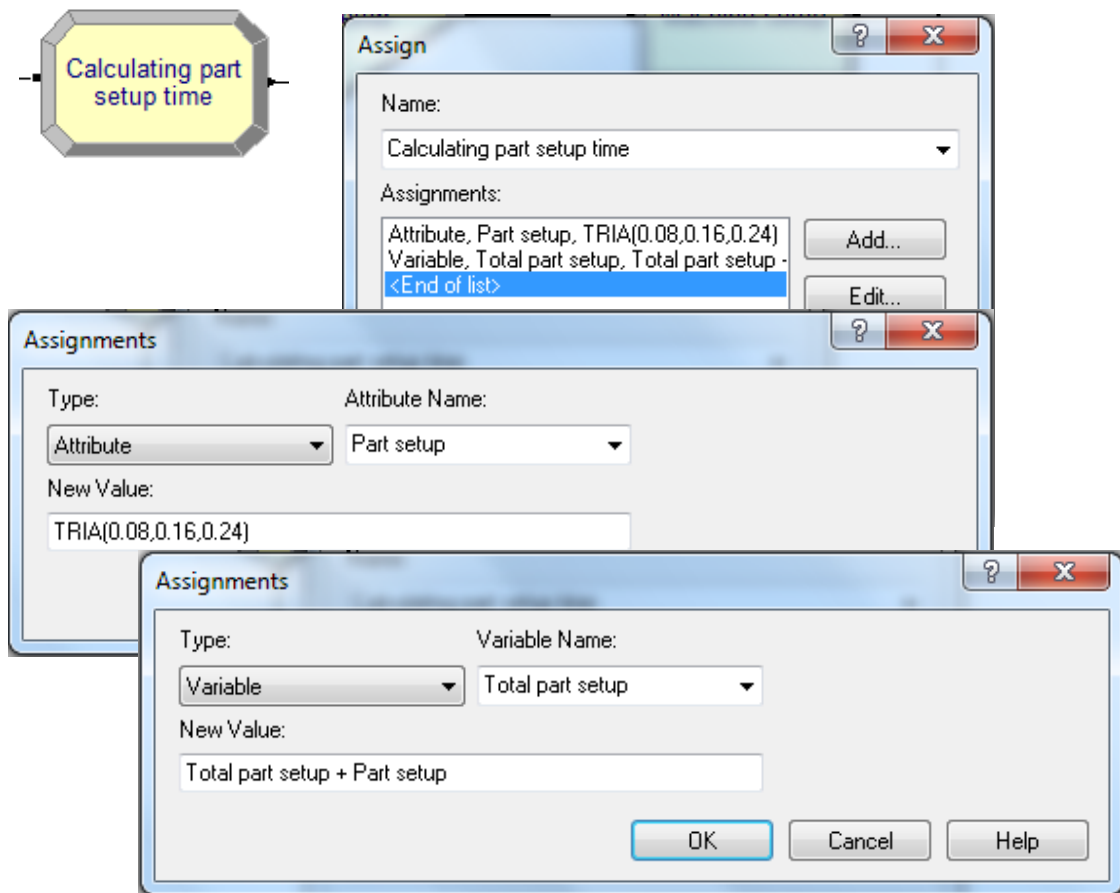 Calculating part
setup time
Assign
?
X
Name:
Calculating part setup time
Assignments:
Attribute, Part setup, TRIA(0.08,0.16,0.24)
Variable, Total part setup, Total part setup -
<End of list>
Add...
Edit...
Assignments
?
X
Type:
Attribute Name:
Attribute
Part setup
New Value:
TRIA(0.08,0.16,0.24)
Assignments
?
X
Type:
Variable Name:
Variable
Total part setup
New Value:
Total part setup + Part setup
OK
Cancel
Help